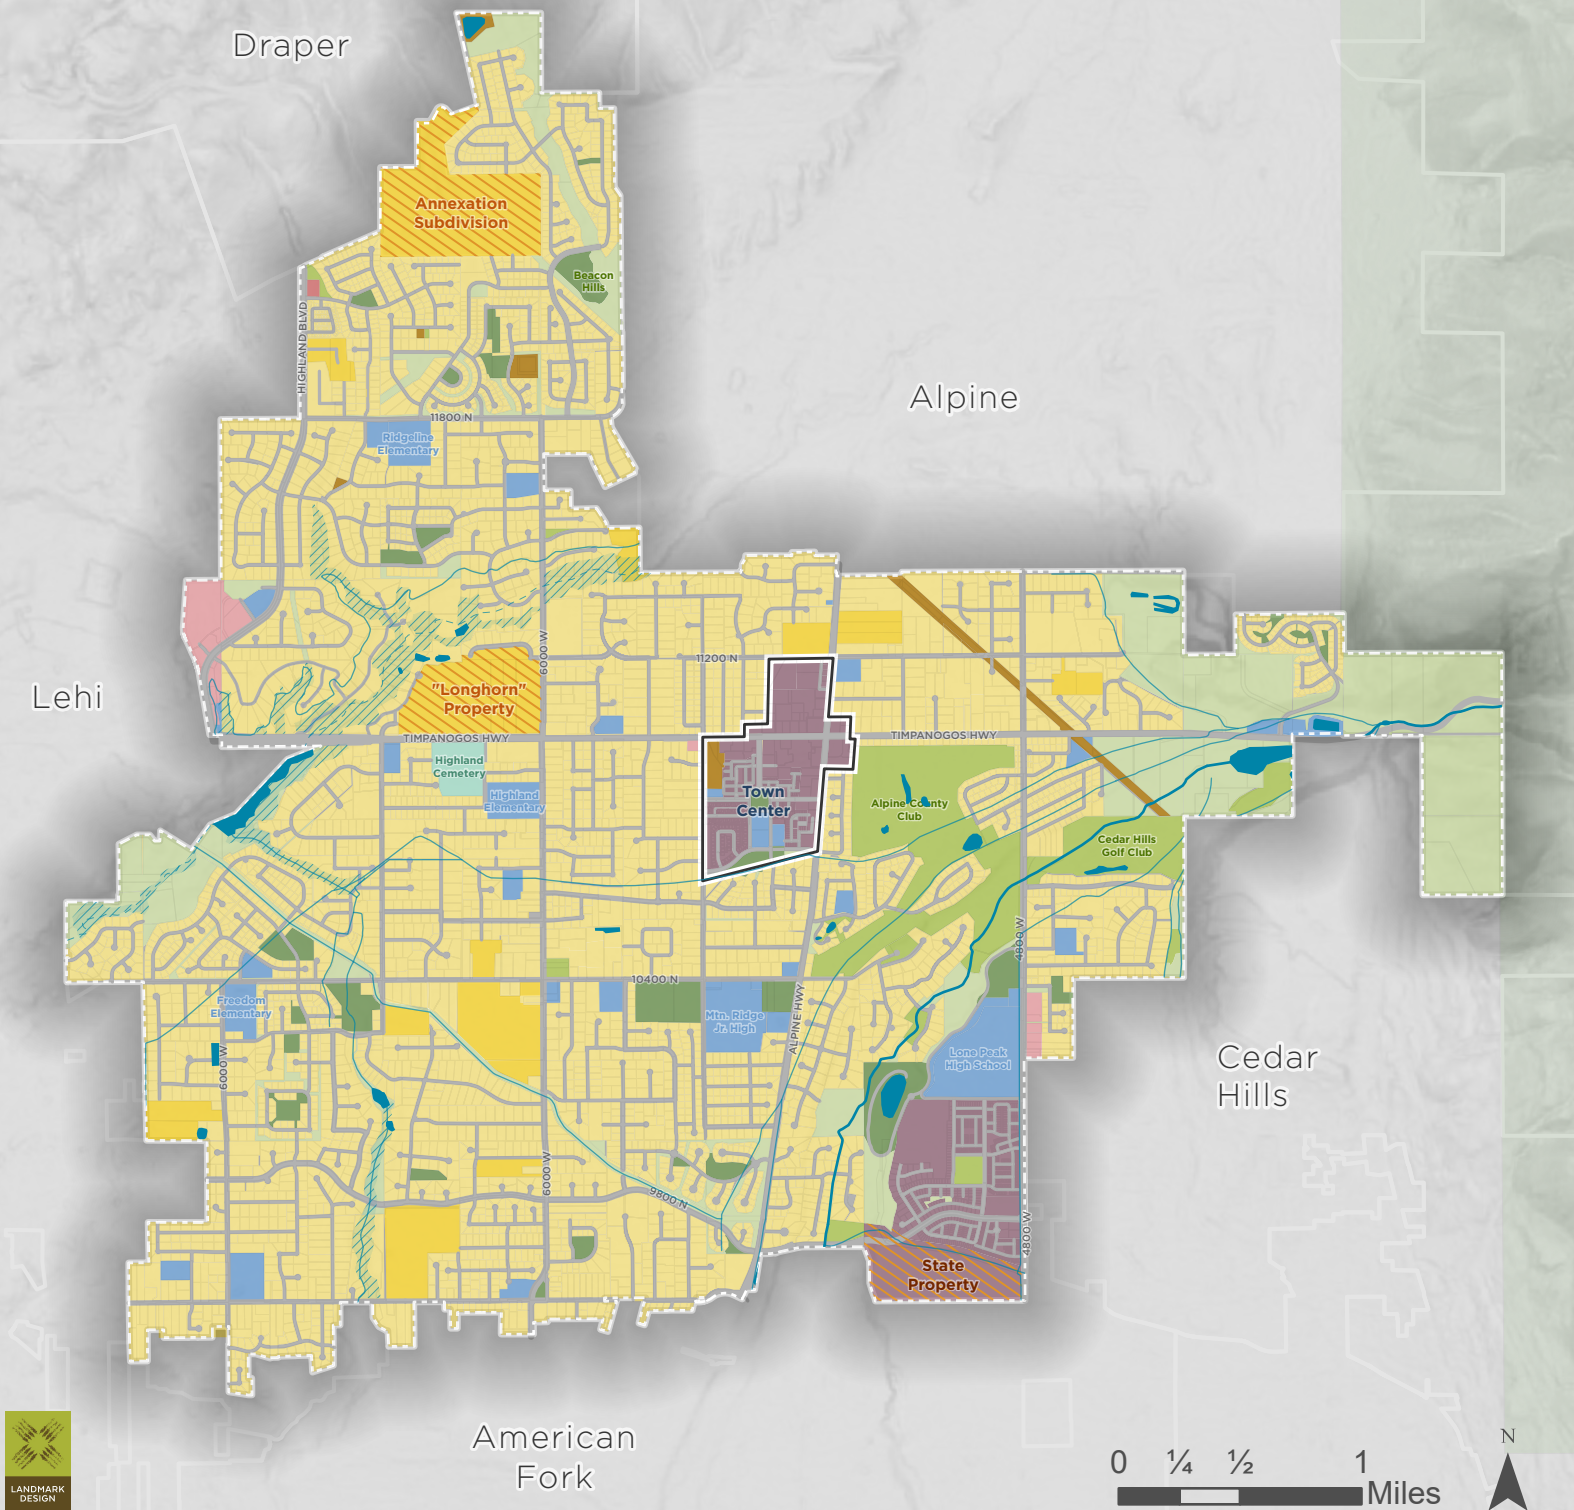 Draper
Annexation
Subdivision
Beacon
Hills
HIGHLAND BLVD
Alpine
11800 N
Ridgeline
Elementary
6000 W
11200 N
Lehi
"Longhorn"
Property
TIMPANOGOS HWY
TIMPANOGOS HWY
Highland
Cemetery
Highland
Elementary
Town
Center
Alpine County
Club
Cedar Hills
Golf Club
4800 W
10400 N
Freedom
Elementary
Mtn. Ridge
Jr. High
ALPINE HWY
6000 W
Lone Peak
High School
Cedar
Hills
6000 W
9800 N
4800 W
State
Property
American
Fork
N
0 ¼ ½ 1
Miles
LANDMARK
DESIGN